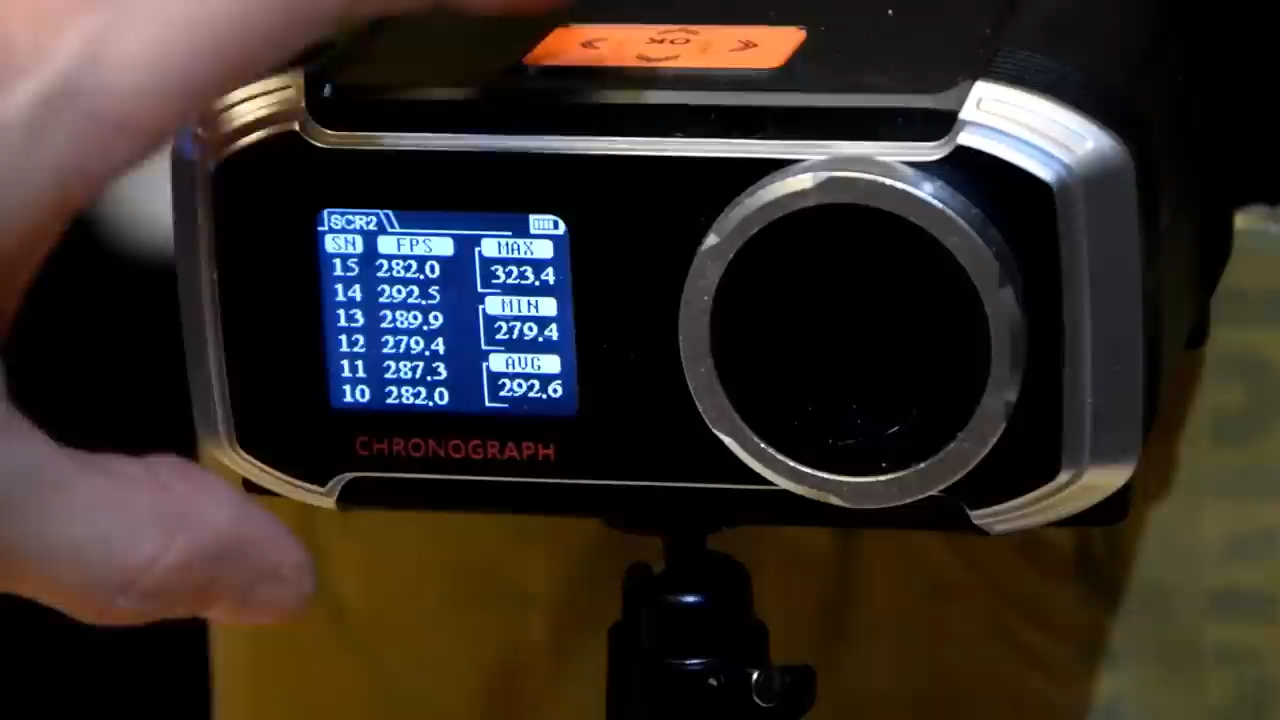 OK
SCR2
SN FPS
15 282.0
14 292.5
13 289.9
12 279.4
11 287.3
10 282.0
MAX
323.4
MIN
279.4
AVG
292.6
CHRONOGRAPH